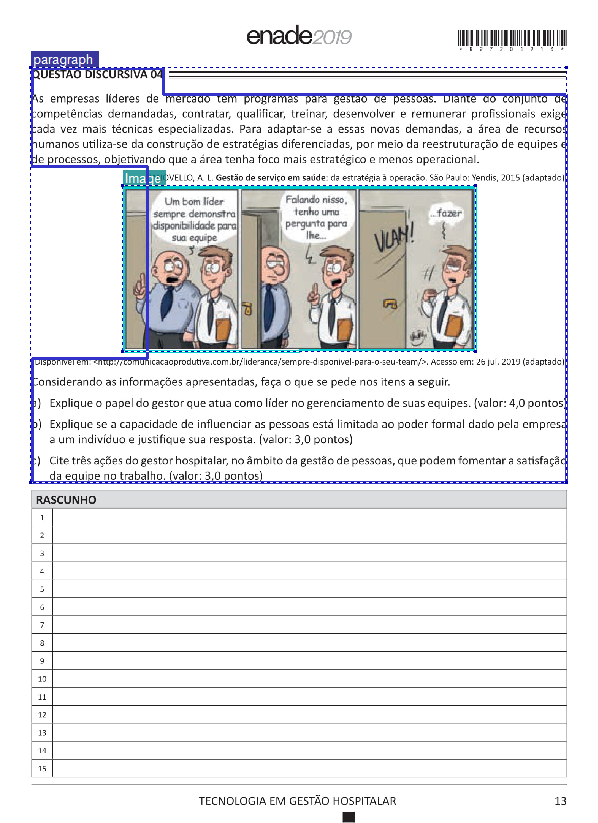 enade2019
paragraph
QUESTÃO DISCURSIVA 04
As empresas líderes de mercado têm programas para gestão de pessoas. Diante do conjunto de
competências demandadas, contratar, qualificar, treinar, desenvolver e remunerar profissionais exige
cada vez mais técnicas especializadas. Para adaptar-se a essas novas demandas, a área de recursos
humanos utiliza-se da construção de estratégias diferenciadas, por meio da reestruturação de equipes e
de processos, objetivando que a área tenha foco mais estratégico e menos operacional.
Image
OVELLO, A. L. Gestão de serviço em saúde: da estratégia à operação. São Paulo: Yendis, 2015 (adaptado).
Um bom líder
sempre demonstra
disponibilidade para
sua equipe
Falando nisso,
tenho uma
pergunta para
lhe...
VLAM!
...fazer
Disponível em: <http://comunicacaoprodutiva.com.br/lideranca/sempre-disponivel-para-o-seu-team/>. Acesso em: 26 jul. 2019 (adaptado).
Considerando as informações apresentadas, faça o que se pede nos itens a seguir.
a) Explique o papel do gestor que atua como líder no gerenciamento de suas equipes. (valor: 4,0 pontos)
b) Explique se a capacidade de influenciar as pessoas está limitada ao poder formal dado pela empresa
a um indivíduo e justifique sua resposta. (valor: 3,0 pontos)
c) Cite três ações do gestor hospitalar, no âmbito da gestão de pessoas, que podem fomentar a satisfação
da equipe no trabalho. (valor: 3,0 pontos)
RASCUNHO
1
2
3
4
5
6
7
8
9
10
11
12
13
14
15
TECNOLOGIA EM GESTÃO HOSPITALAR 13